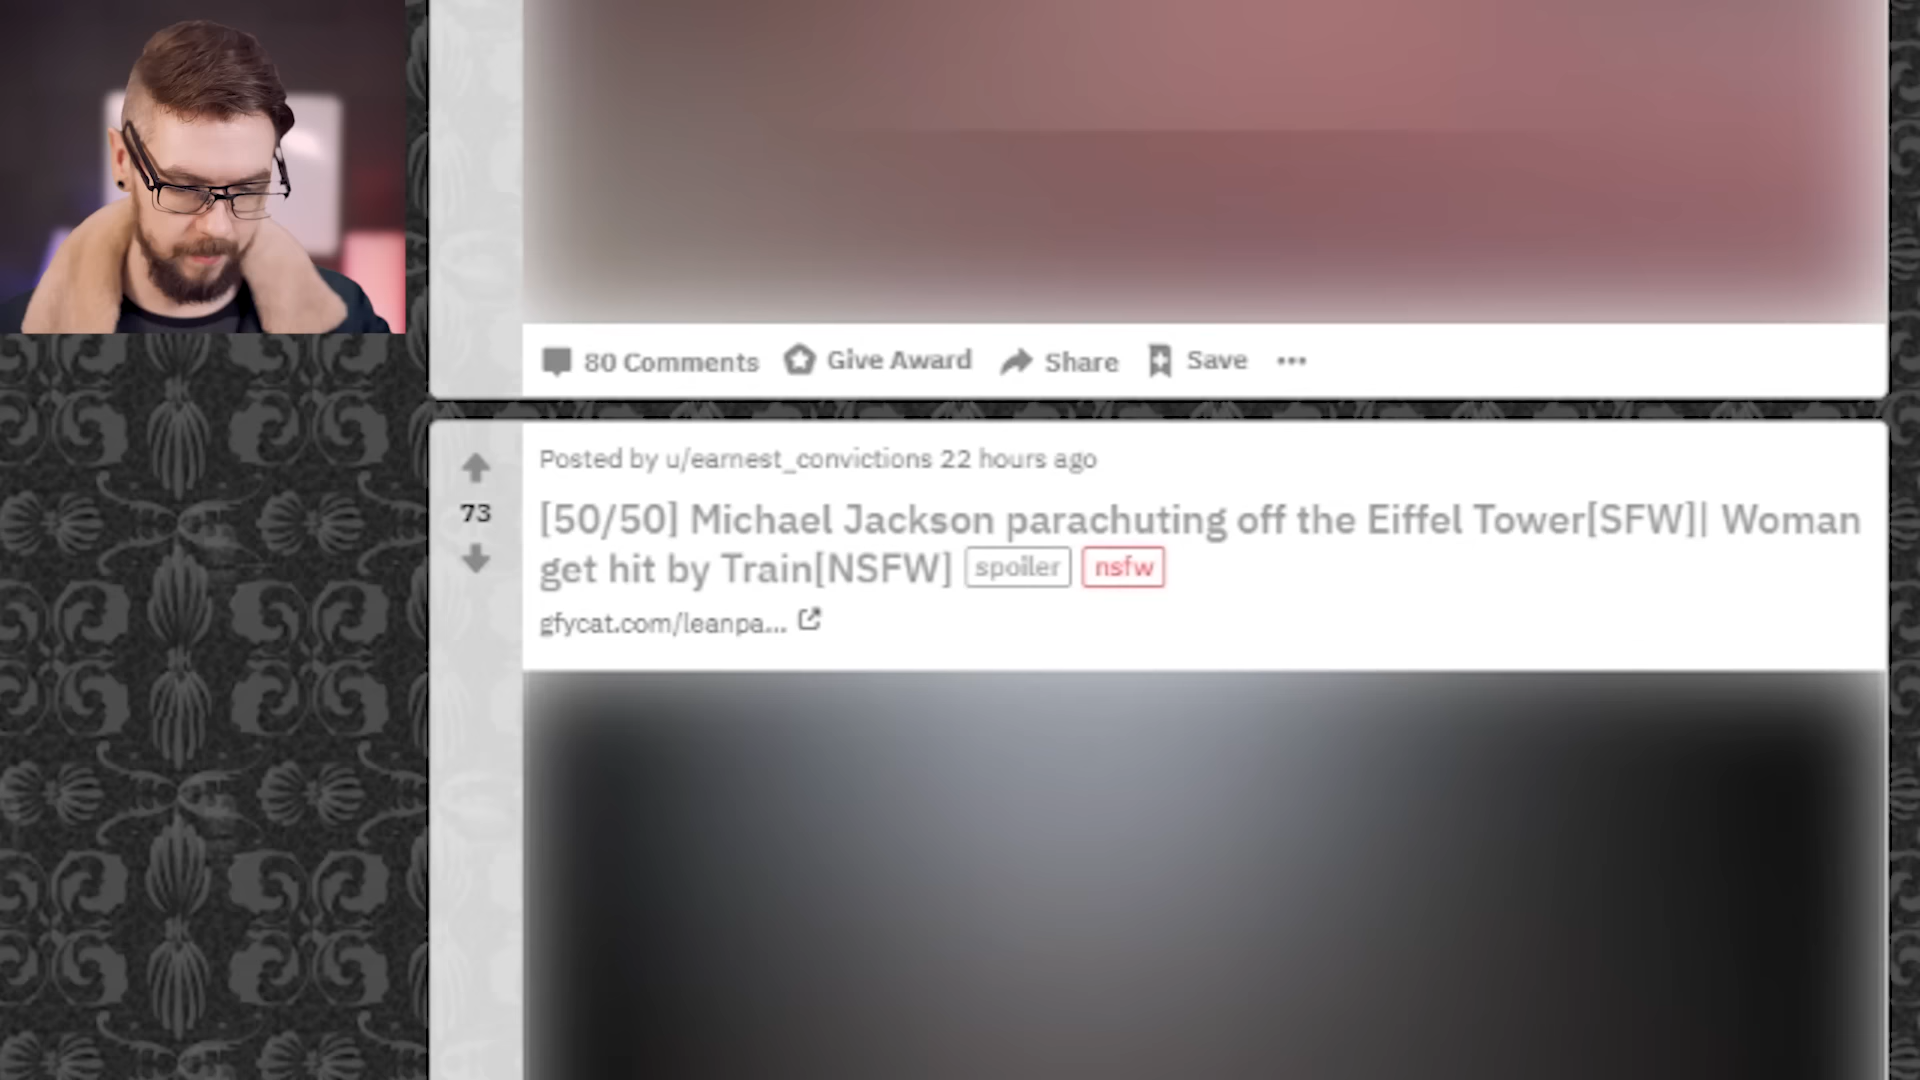 80 Comments Give Award Share Save
Posted by u/earnest_convictions 22 hours ago
73
[50/50] Michael Jackson parachuting off the Eiffel Tower[SFW]| Woman
get hit by Train[NSFW] spoiler nsfw
gfycat.com/leanpa...